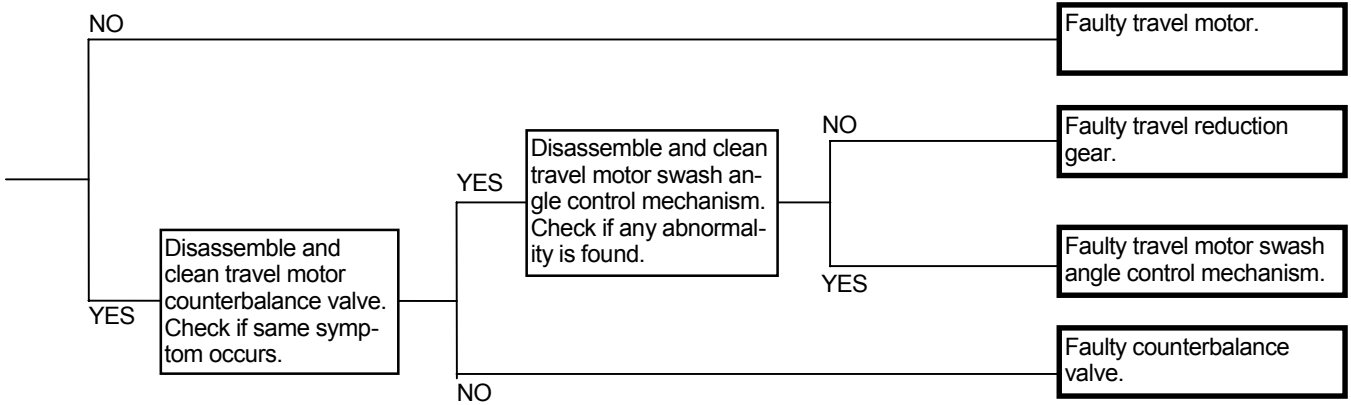 NO
Faulty travel motor.
YES
Disassemble and
clean travel motor
counterbalance valve.
Check if same symp-
tom occurs.
YES
Disassemble and clean
travel motor swash an-
gle control mechanism.
Check if any abnormal-
ity is found.
NO
Faulty travel reduction
gear.
YES
Faulty travel motor swash
angle control mechanism.
NO
Faulty counterbalance
valve.